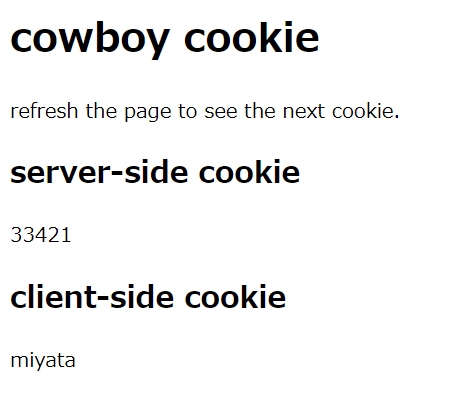 cowboy cookie
refresh the page to see the next cookie.
server-side cookie
33421
client-side cookie
miyata